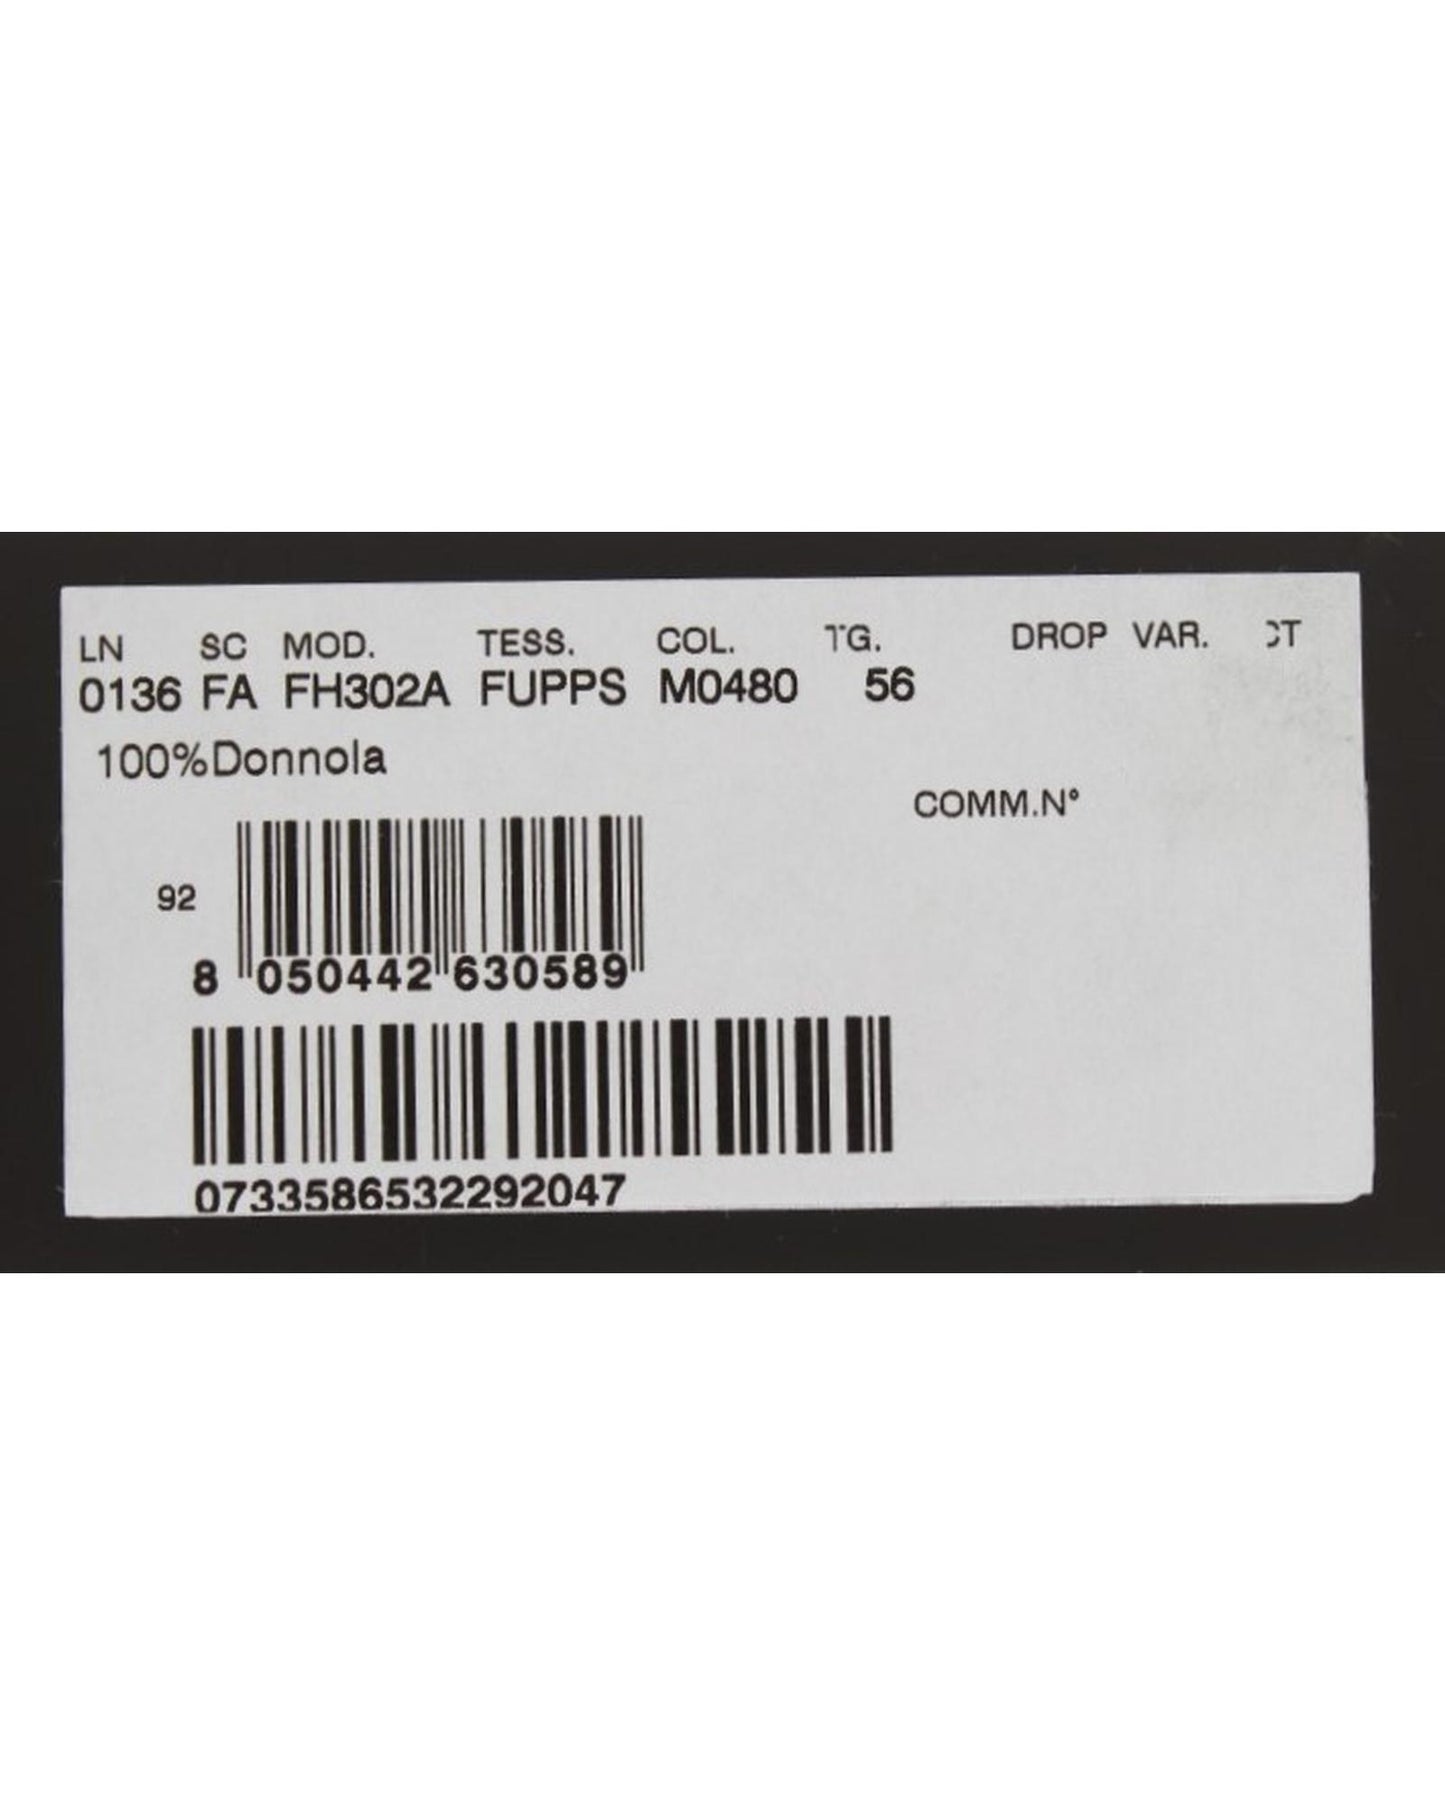 LN SC MOD. TESS. COL. TG. DROP VAR. CT
0136 FA FH302A FUPPS M0480 56
100%Donnola
COMM.N°
92
8 050442 630589
0733586532292047